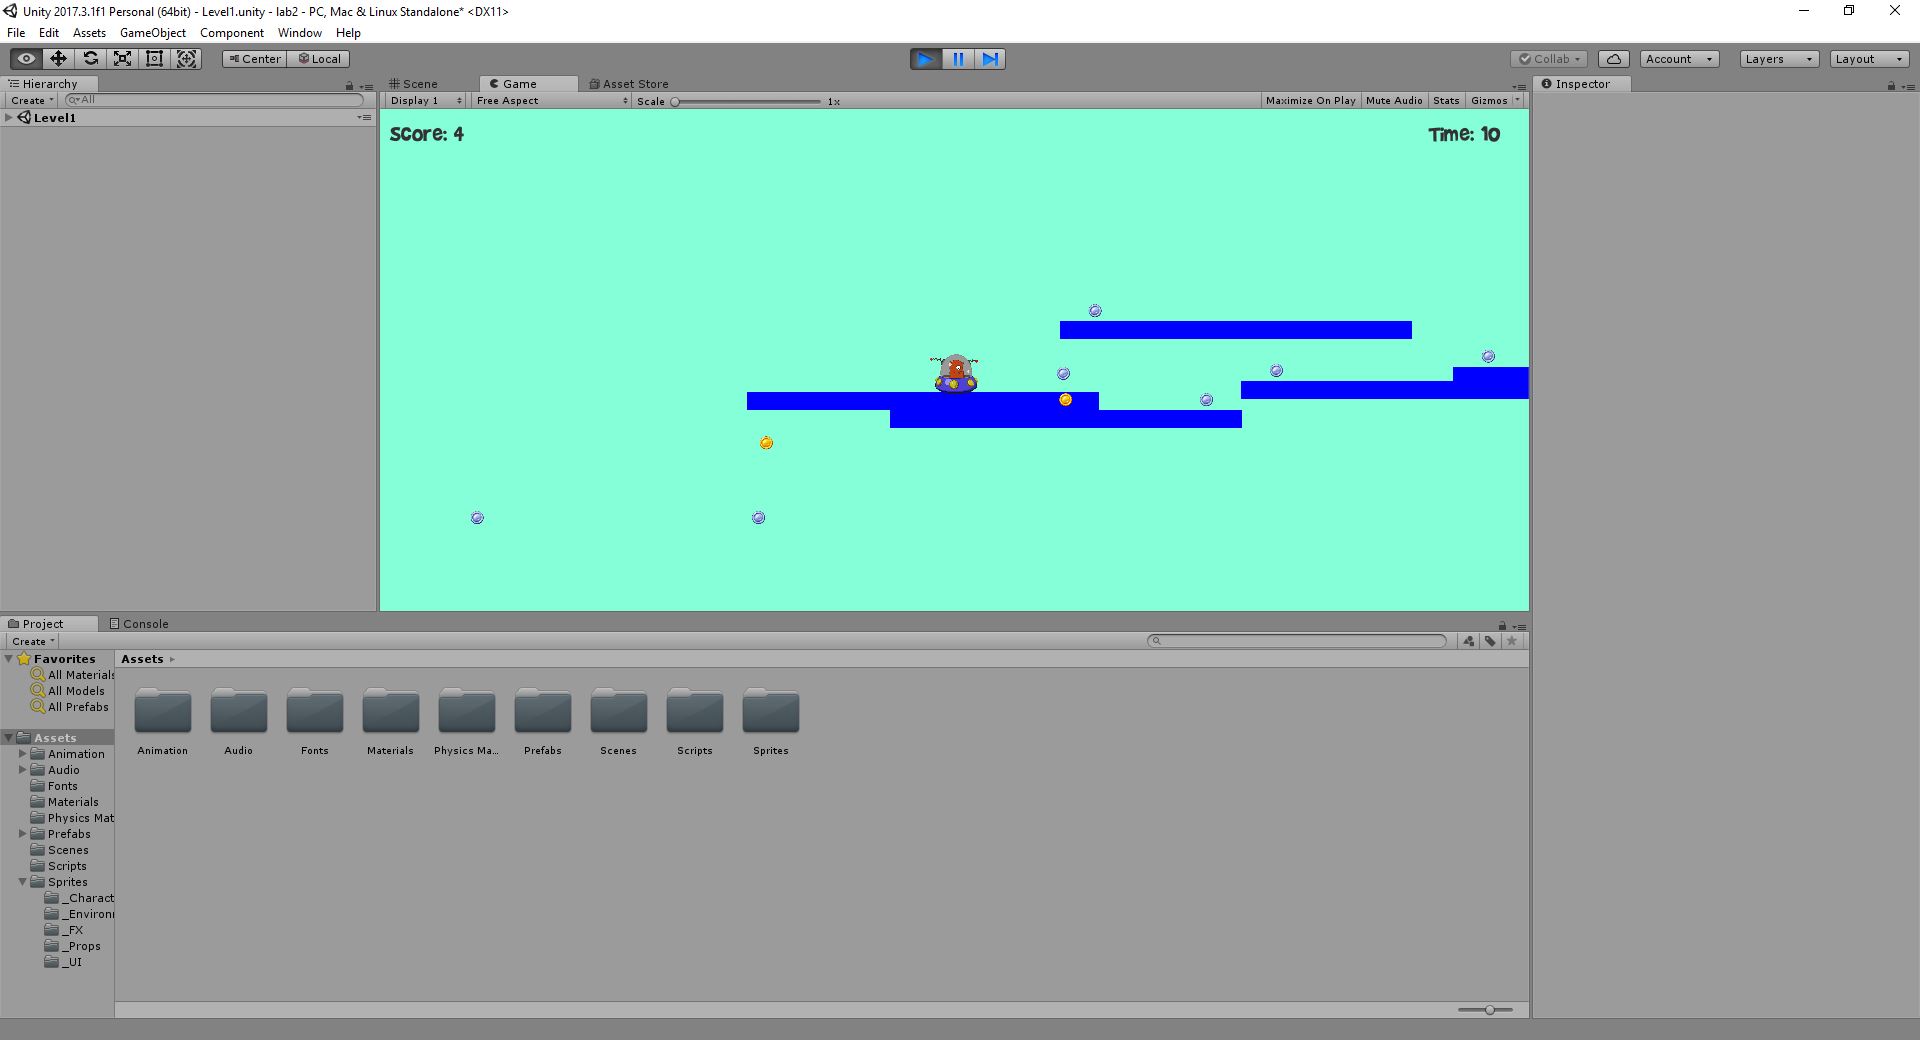 Unity 2017.3.1f1 Personal (64bit) - Level1.unity - lab2 - PC, Mac & Linux Standalone* <DX11>
File Edit Assets GameObject Component Window Help
Center Local Collab Account Layers Layout
Hierarchy Scene Game Asset Store Inspector
Create All Display 1 Free Aspect Scale 1x Maximize On Play Mute Audio Stats Gizmos
Level1
Score: 4 Time: 10
Project Console
Create
Favorites Assets
All Materials
All Models
All Prefabs
Assets
Animation
Audio
Fonts
Materials
Physics Mat
Prefabs
Scenes
Scripts
Sprites
_Charact
_Environ
_FX
_Props
_UI
Animation Audio Fonts Materials Physics Ma... Prefabs Scenes Scripts Sprites